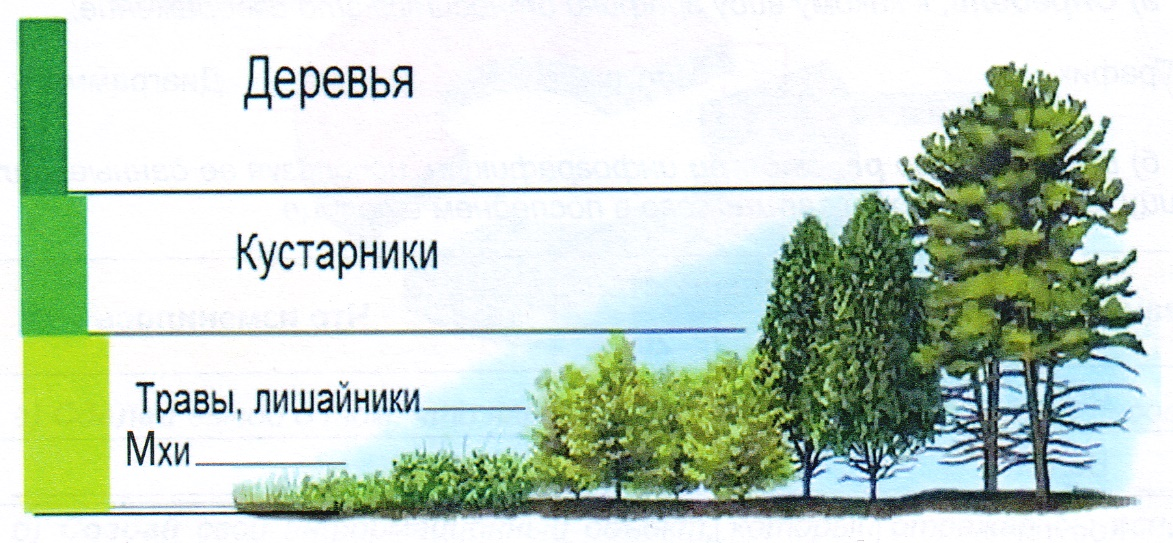 Деревья
Кустарники
Травы, лишайники
Мхи